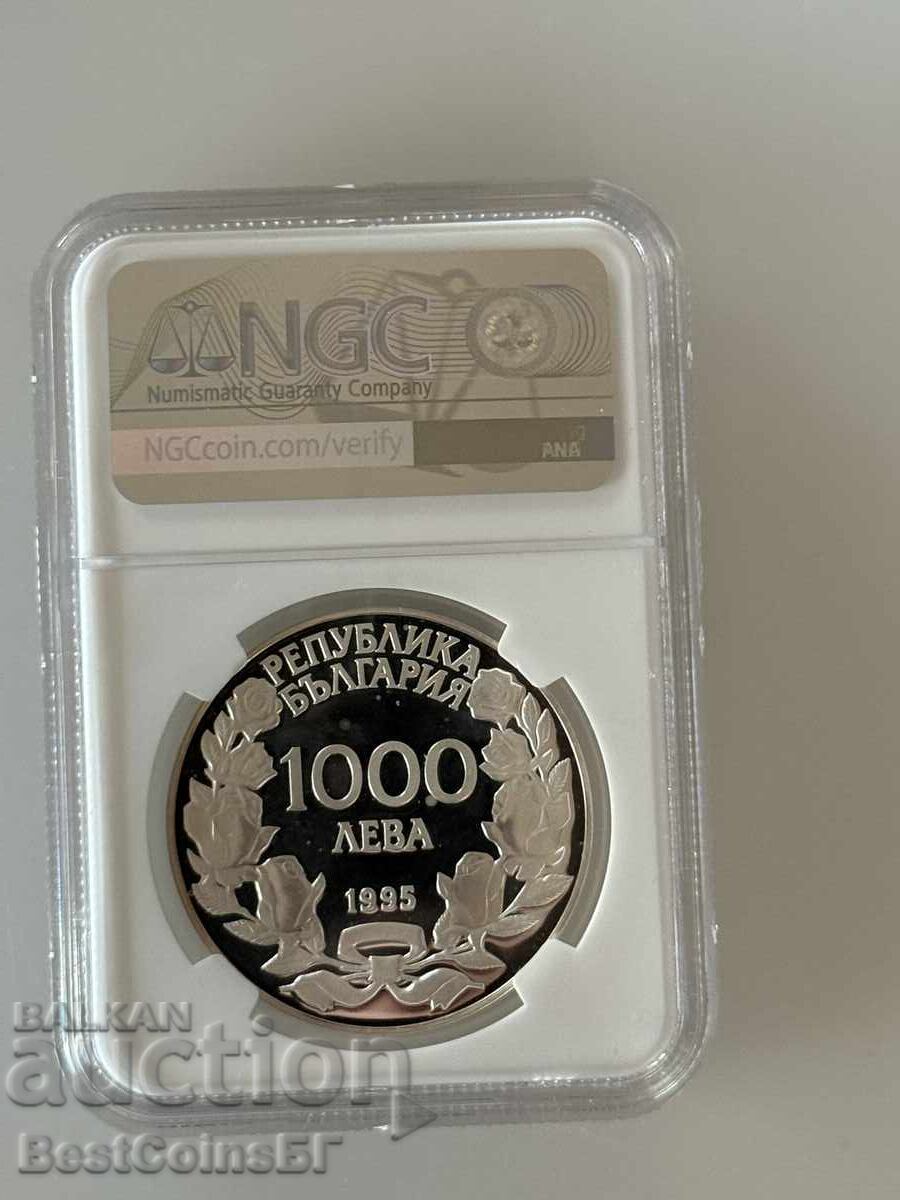 NGC
Numismatic Guaranty Company
NGCcoin.com/verify
ANA
РЕПУБЛИКА
БЪЛГАРИЯ
1000
ЛЕВА
1995
BALKAN
auction
BestCoinsБГ